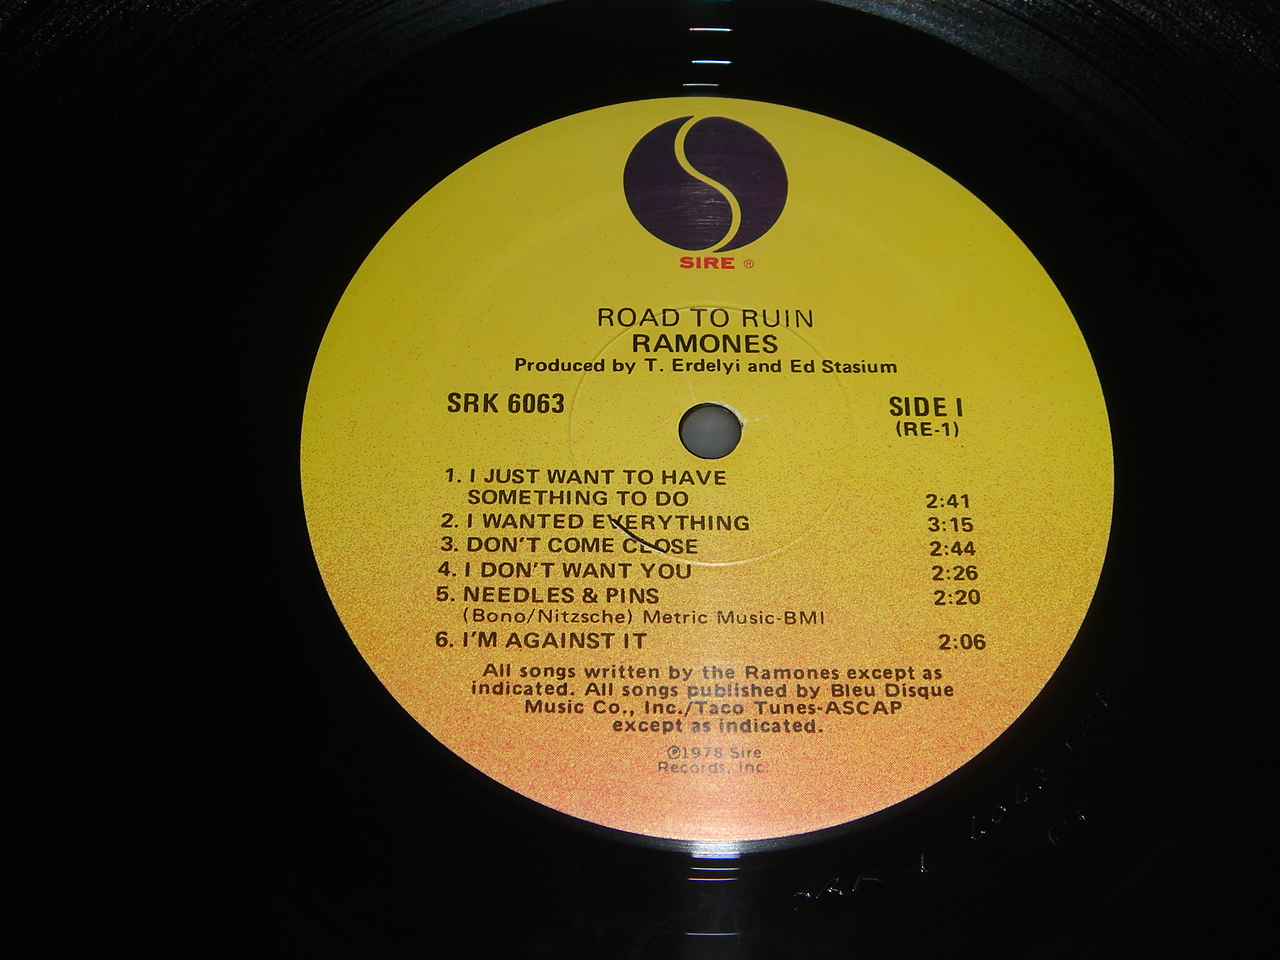 SIRE ®
ROAD TO RUIN
RAMONES
Produced by T. Erdelyi and Ed Stasium
SRK 6063
SIDE I
(RE-1)
1. I JUST WANT TO HAVE
SOMETHING TO DO 2:41
2. I WANTED EVERYTHING 3:15
3. DON'T COME CLOSE 2:44
4. I DON'T WANT YOU 2:26
5. NEEDLES & PINS 2:20
(Bono/Nitzsche) Metric Music-BMI
6. I'M AGAINST IT 2:06
All songs written by the Ramones except as
indicated. All songs published by Bleu Disque
Music Co., Inc./Taco Tunes-ASCAP
except as indicated.
℗1978 Sire
Records, Inc.